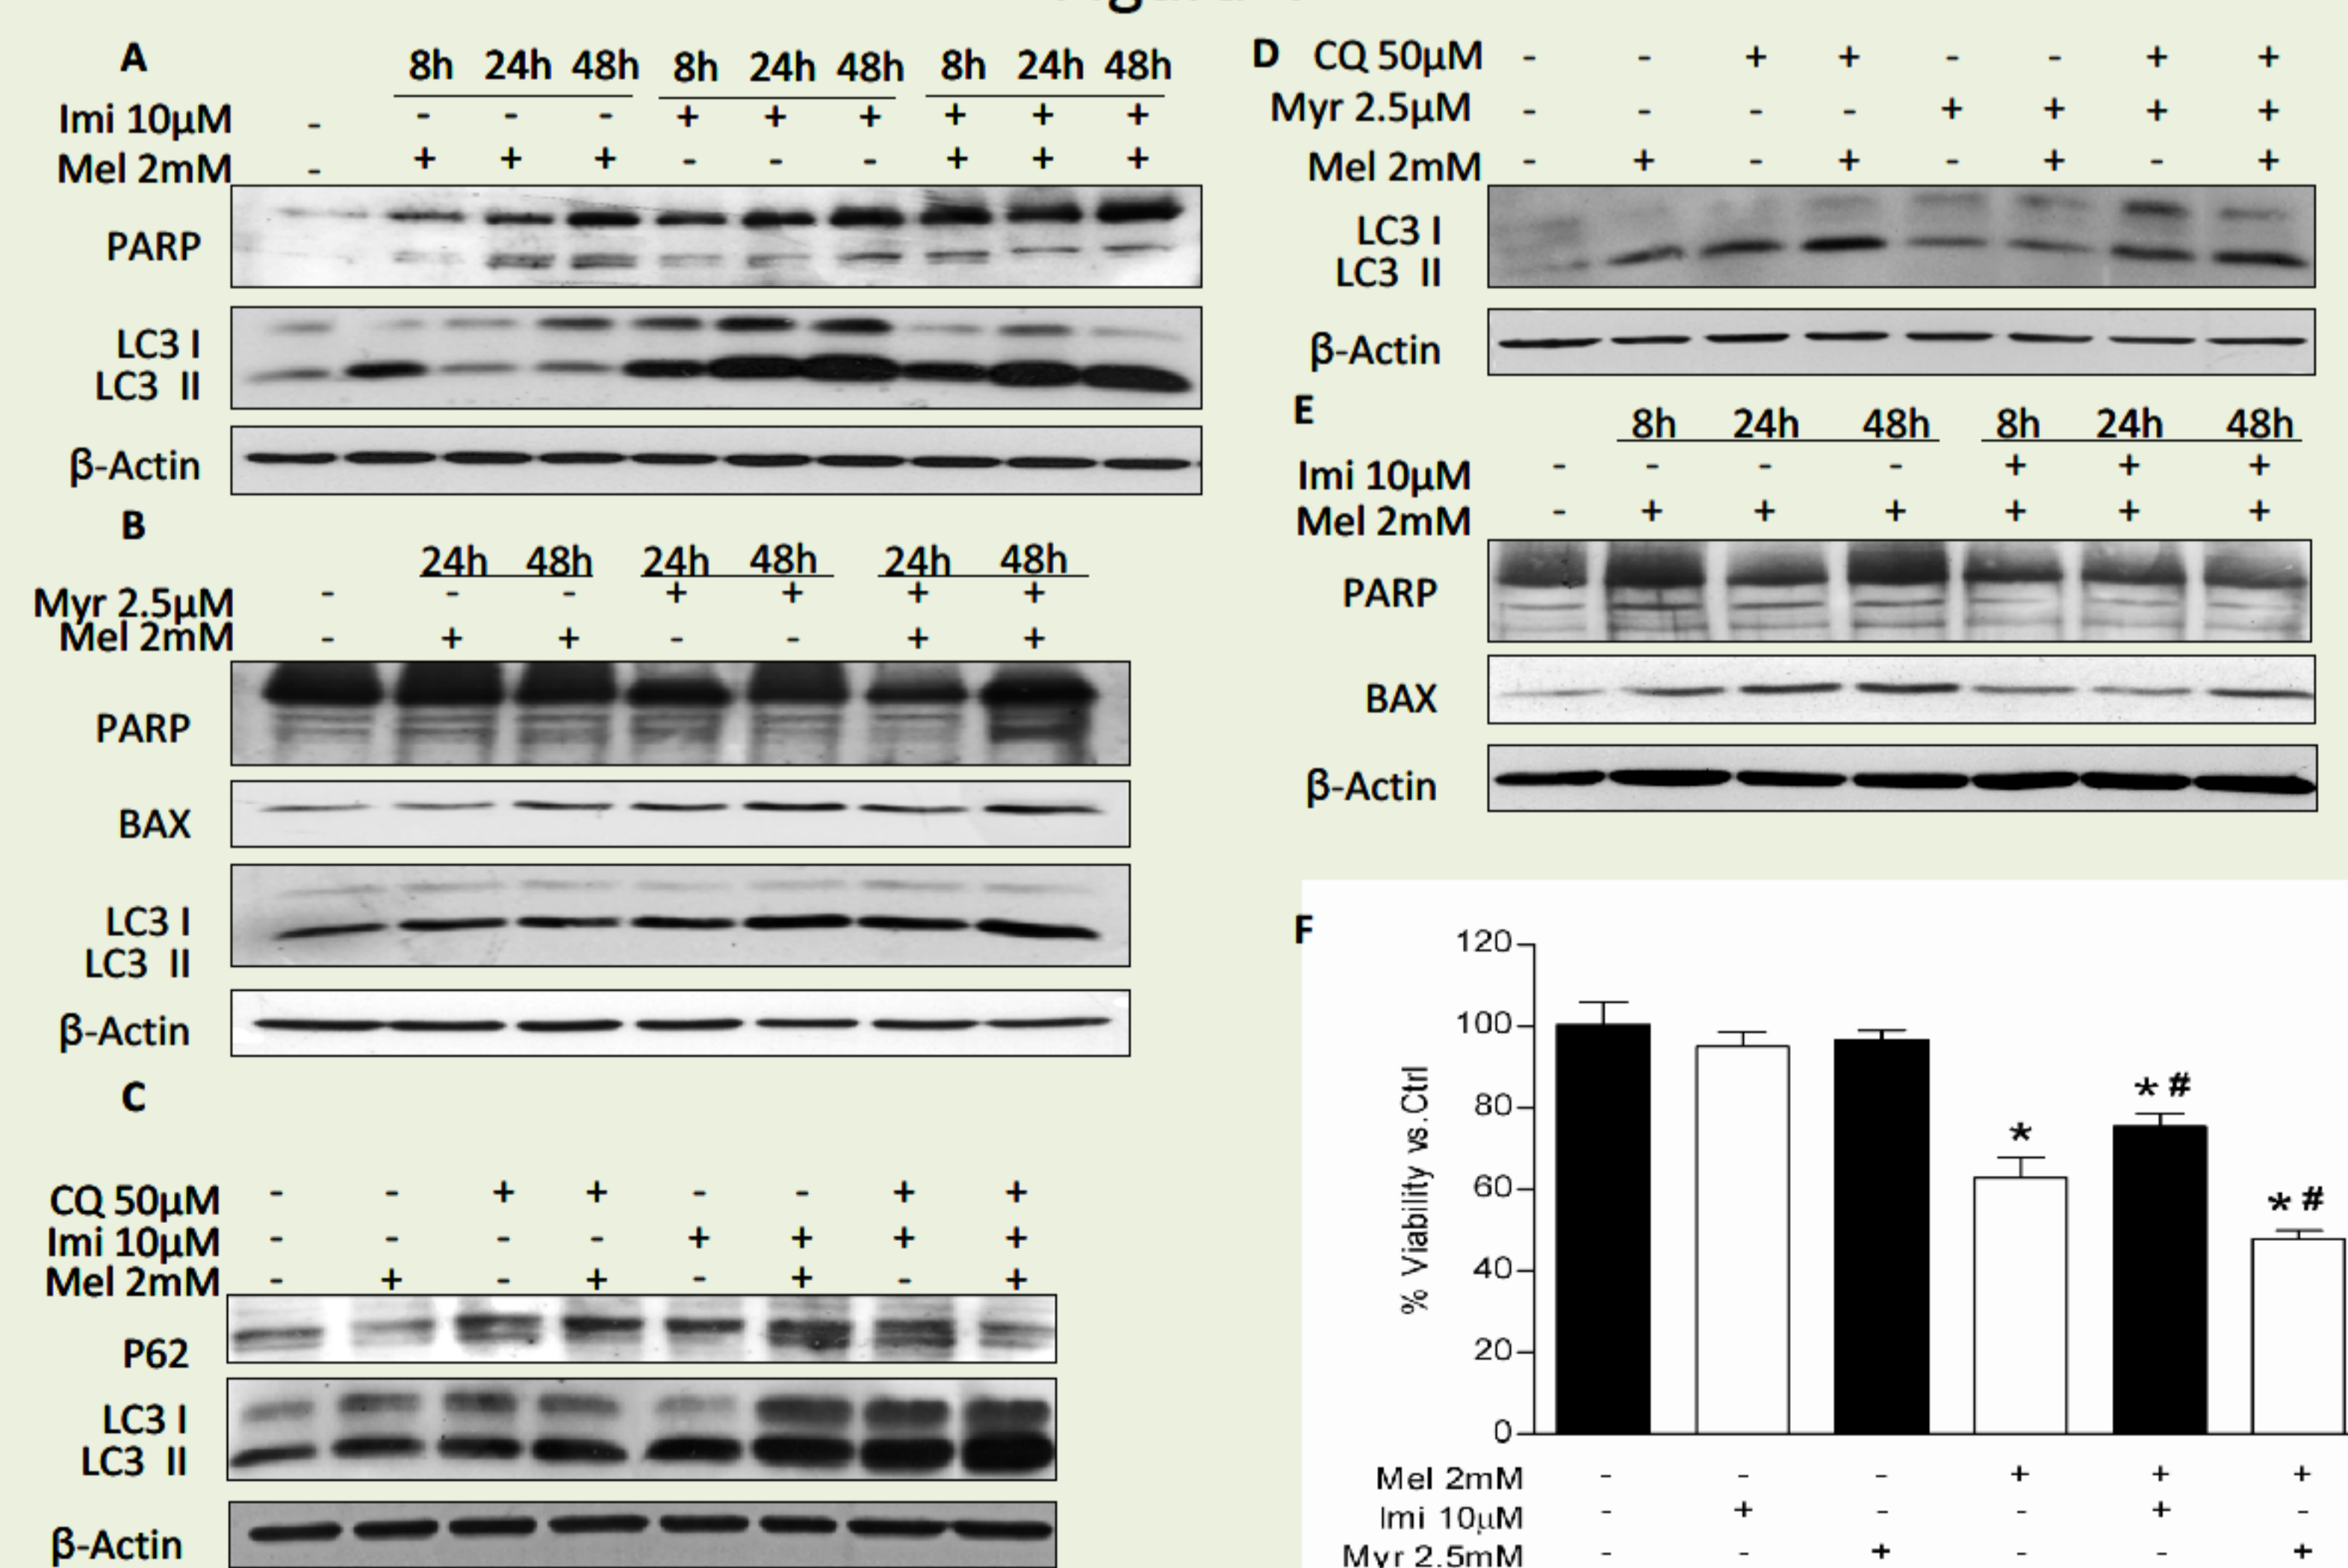 A
8h 24h 48h 8h 24h 48h 8h 24h 48h
Imi 10µM - - - - + + + + + +
Mel 2mM - + + + - - - + + +
PARP
LC3 I
LC3 II
β-Actin
B
24h 48h 24h 48h 24h 48h
Myr 2.5µM - - - + + + +
Mel 2mM - + + - - + +
PARP
BAX
LC3 I
LC3 II
β-Actin
C
CQ 50µM - - + + - - + +
Imi 10µM - - - - + + + +
Mel 2mM - + - + - + - +
P62
LC3 I
LC3 II
β-Actin
D CQ 50µM - - + + - - + +
Myr 2.5µM - - - - + + + +
Mel 2mM - + - + - + - +
LC3 I
LC3 II
β-Actin
E
8h 24h 48h 8h 24h 48h
Imi 10µM - - - - + + +
Mel 2mM - + + + + + +
PARP
BAX
β-Actin
F
% Viability vs.Ctrl
120
100
80
60
40
20
0
*
* #
* #
Mel 2mM - - - + + +
Imi 10µM - + - - + -
Myr 2.5mM - - + - - +